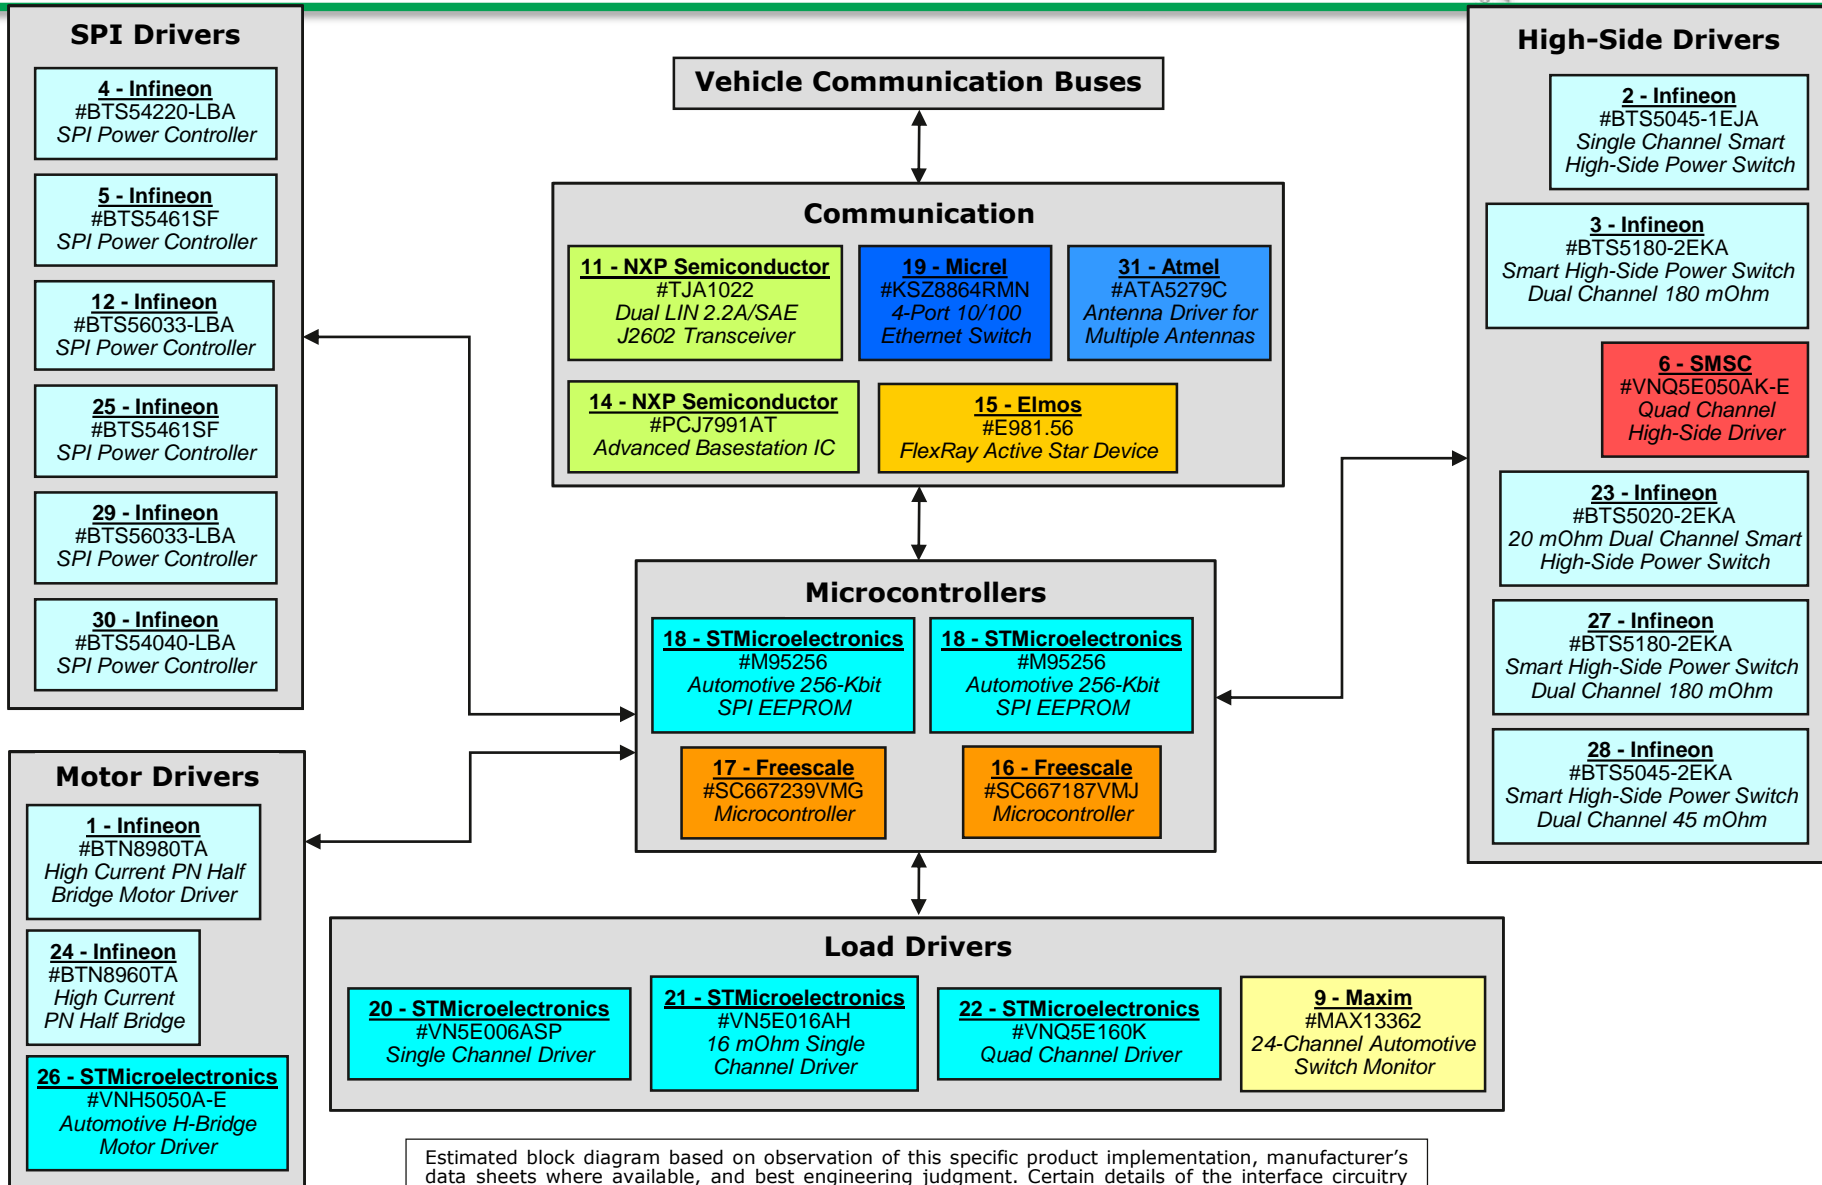 SPI Drivers
4 - Infineon
#BTS54220-LBA
SPI Power Controller
5 - Infineon
#BTS5461SF
SPI Power Controller
12 - Infineon
#BTS56033-LBA
SPI Power Controller
25 - Infineon
#BTS5461SF
SPI Power Controller
29 - Infineon
#BTS56033-LBA
SPI Power Controller
30 - Infineon
#BTS54040-LBA
SPI Power Controller
Motor Drivers
1 - Infineon
#BTN8980TA
High Current PN Half
Bridge Motor Driver
24 - Infineon
#BTN8960TA
High Current
PN Half Bridge
26 - STMicroelectronics
#VNH5050A-E
Automotive H-Bridge
Motor Driver
Vehicle Communication Buses
Communication
11 - NXP Semiconductor
#TJA1022
Dual LIN 2.2A/SAE
J2602 Transceiver
19 - Micrel
#KSZ8864RMN
4-Port 10/100
Ethernet Switch
31 - Atmel
#ATA5279C
Antenna Driver for
Multiple Antennas
14 - NXP Semiconductor
#PCJ7991AT
Advanced Basestation IC
15 - Elmos
#E981.56
FlexRay Active Star Device
Microcontrollers
18 - STMicroelectronics
#M95256
Automotive 256-Kbit
SPI EEPROM
18 - STMicroelectronics
#M95256
Automotive 256-Kbit
SPI EEPROM
17 - Freescale
#SC667239VMG
Microcontroller
16 - Freescale
#SC667187VMJ
Microcontroller
Load Drivers
20 - STMicroelectronics
#VN5E006ASP
Single Channel Driver
21 - STMicroelectronics
#VN5E016AH
16 mOhm Single
Channel Driver
22 - STMicroelectronics
#VNQ5E160K
Quad Channel Driver
9 - Maxim
#MAX13362
24-Channel Automotive
Switch Monitor
High-Side Drivers
2 - Infineon
#BTS5045-1EJA
Single Channel Smart
High-Side Power Switch
3 - Infineon
#BTS5180-2EKA
Smart High-Side Power Switch
Dual Channel 180 mOhm
6 - SMSC
#VNQ5E050AK-E
Quad Channel
High-Side Driver
23 - Infineon
#BTS5020-2EKA
20 mOhm Dual Channel Smart
High-Side Power Switch
27 - Infineon
#BTS5180-2EKA
Smart High-Side Power Switch
Dual Channel 180 mOhm
28 - Infineon
#BTS5045-2EKA
Smart High-Side Power Switch
Dual Channel 45 mOhm
Estimated block diagram based on observation of this specific product implementation, manufacturer's
data sheets where available, and best engineering judgment. Certain details of the interface circuitry